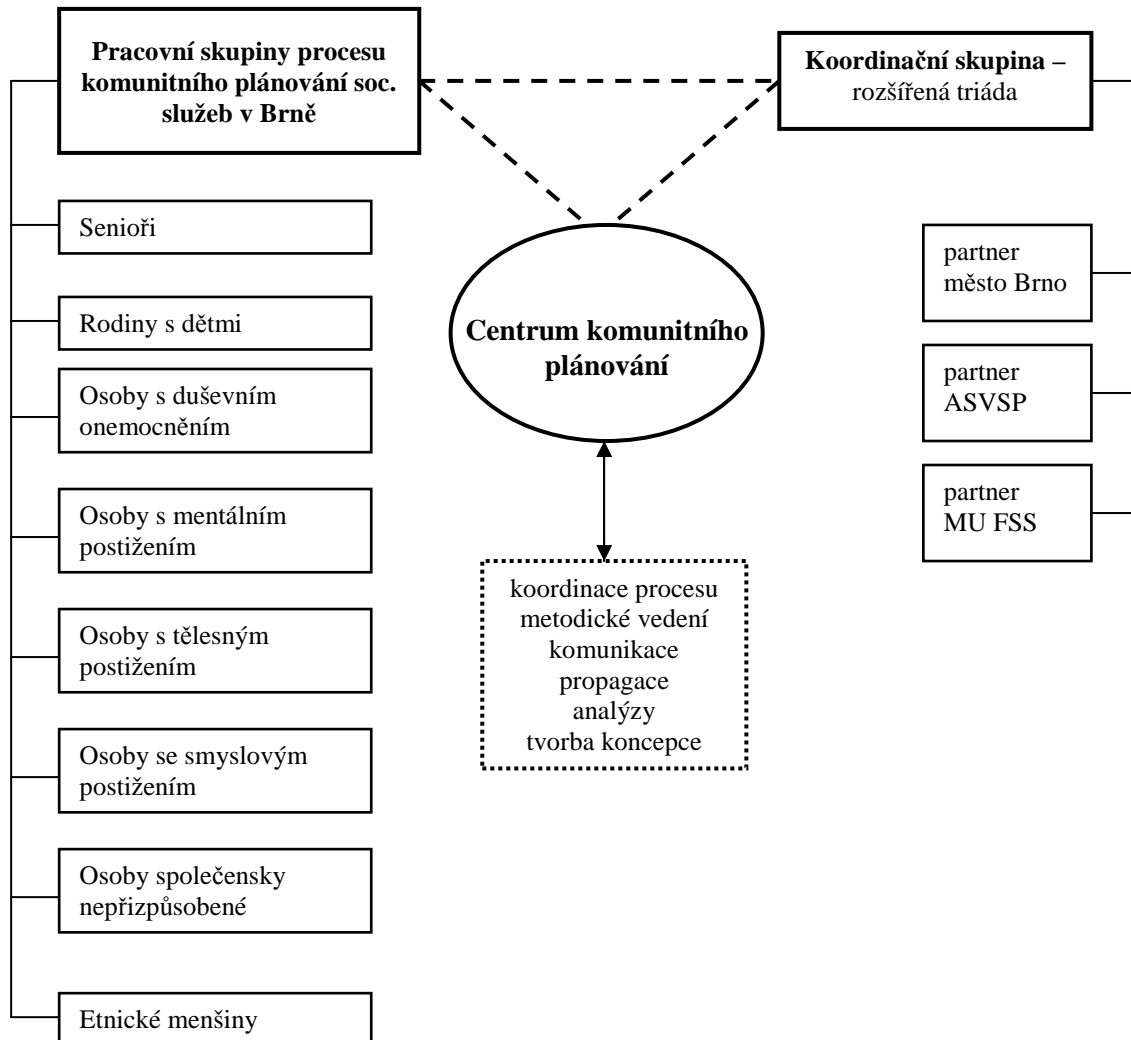 Pracovní skupiny procesu
komunitního plánování soc.
služeb v Brně
Koordinační skupina –
rozšířená triáda
Senioři
Rodiny s dětmi
Osoby s duševním
onemocněním
Osoby s mentálním
postižením
Osoby s tělesným
postižením
Osoby se smyslovým
postižením
Osoby společensky
nepřizpůsobené
Etnické menšiny
Centrum komunitního
plánování
koordinace procesu
metodické vedení
komunikace
propagace
analýzy
tvorba koncepce
partner
město Brno
partner
ASVSP
partner
MU FSS